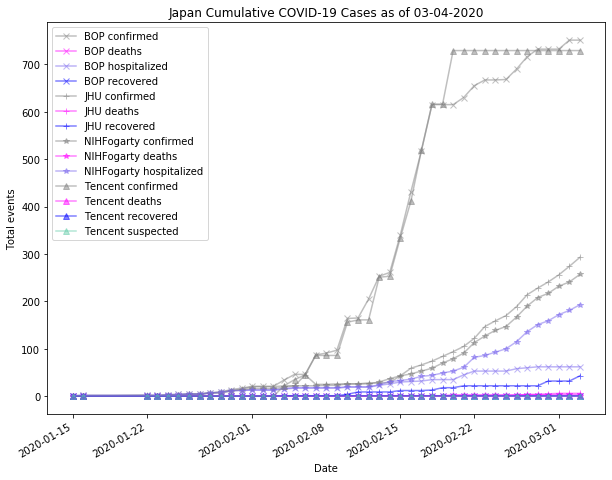 Japan Cumulative COVID-19 Cases as of 03-04-2020
BOP confirmed
BOP deaths
BOP hospitalized
BOP recovered
JHU confirmed
JHU deaths
JHU recovered
NIHFogarty confirmed
NIHFogarty deaths
NIHFogarty hospitalized
Tencent confirmed
Tencent deaths
Tencent recovered
Tencent suspected
Total events
700
600
500
400
300
200
100
0
2020-01-15
2020-01-22
2020-02-01
2020-02-08
2020-02-15
2020-02-22
2020-03-01
Date